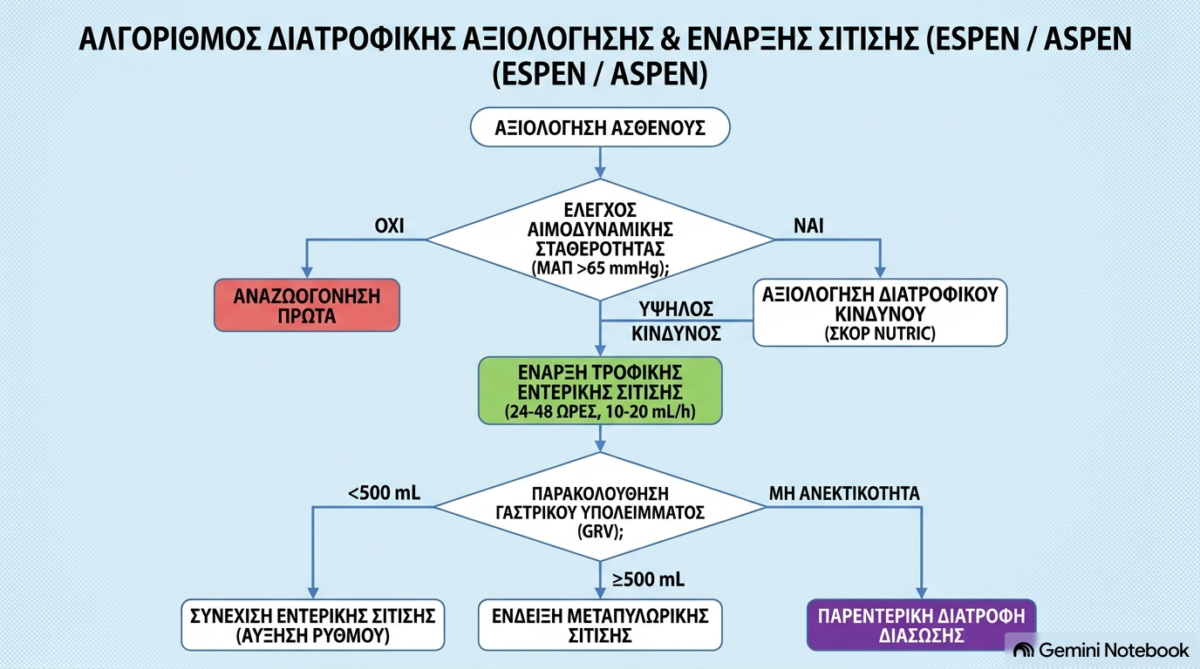 ΑΛΓΟΡΙΘΜΟΣ ΔΙΑΤΡΟΦΙΚΗΣ ΑΞΙΟΛΟΓΗΣΗΣ & ΕΝΑΡΞΗΣ ΣΙΤΙΣΗΣ (ESPEN / ASPEN
(ESPEN / ASPEN)
ΑΞΙΟΛΟΓΗΣΗ ΑΣΘΕΝΟΥΣ
ΕΛΕΓΧΟΣ
ΑΙΜΟΔΥΝΑΜΙΚΗΣ
ΣΤΑΘΕΡΟΤΗΤΑΣ
(ΜΑΠ >65 mmHg);
ΟΧΙ
ΝΑΙ
ΑΝΑΖΩΟΓΟΝΗΣΗ
ΠΡΩΤΑ
ΑΞΙΟΛΟΓΗΣΗ ΔΙΑΤΡΟΦΙΚΟΥ
ΚΙΝΔΥΝΟΥ
(ΣΚΟΡ NUTRIC)
ΥΨΗΛΟΣ
ΚΙΝΔΥΝΟΣ
ΕΝΑΡΞΗ ΤΡΟΦΙΚΗΣ
ΕΝΤΕΡΙΚΗΣ ΣΙΤΙΣΗΣ
(24-48 ΩΡΕΣ, 10-20 mL/h)
ΠΑΡΑΚΟΛΟΥΘΗΣΗ
ΓΑΣΤΡΙΚΟΥ ΥΠΟΛΕΙΜΜΑΤΟΣ
(GRV);
<500 mL
ΜΗ ΑΝΕΚΤΙΚΟΤΗΤΑ
≥500 mL
ΣΥΝΕΧΙΣΗ ΕΝΤΕΡΙΚΗΣ ΣΙΤΙΣΗΣ
(ΑΥΞΗΣΗ ΡΥΘΜΟΥ)
ΕΝΔΕΙΞΗ ΜΕΤΑΠΥΛΩΡΙΚΗΣ
ΣΙΤΙΣΗΣ
ΠΑΡΕΝΤΕΡΙΚΗ ΔΙΑΤΡΟΦΗ
ΔΙΑΣΩΣΗΣ
Gemini Notebook